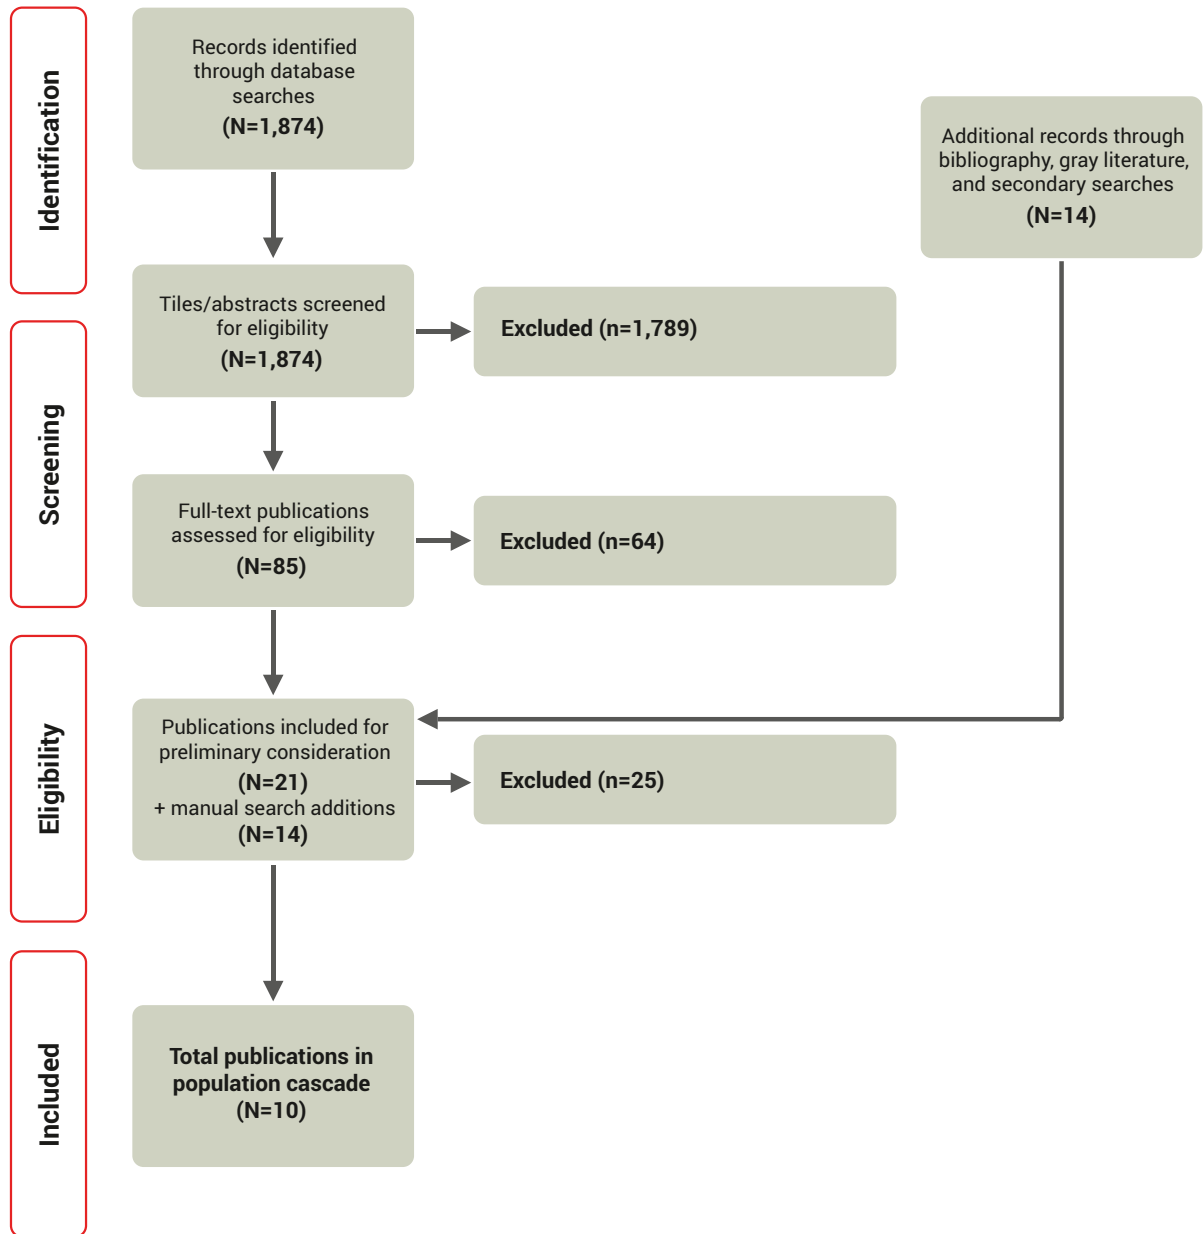 Identification
Records identified
through database
searches
(N=1,874)
Additional records through
bibliography, gray literature,
and secondary searches
(N=14)
Screening
Tiles/abstracts screened
for eligibility
(N=1,874)
Excluded (n=1,789)
Full-text publications
assessed for eligibility
(N=85)
Excluded (n=64)
Eligibility
Publications included for
preliminary consideration
(N=21)
+ manual search additions
(N=14)
Excluded (n=25)
Included
Total publications in
population cascade
(N=10)